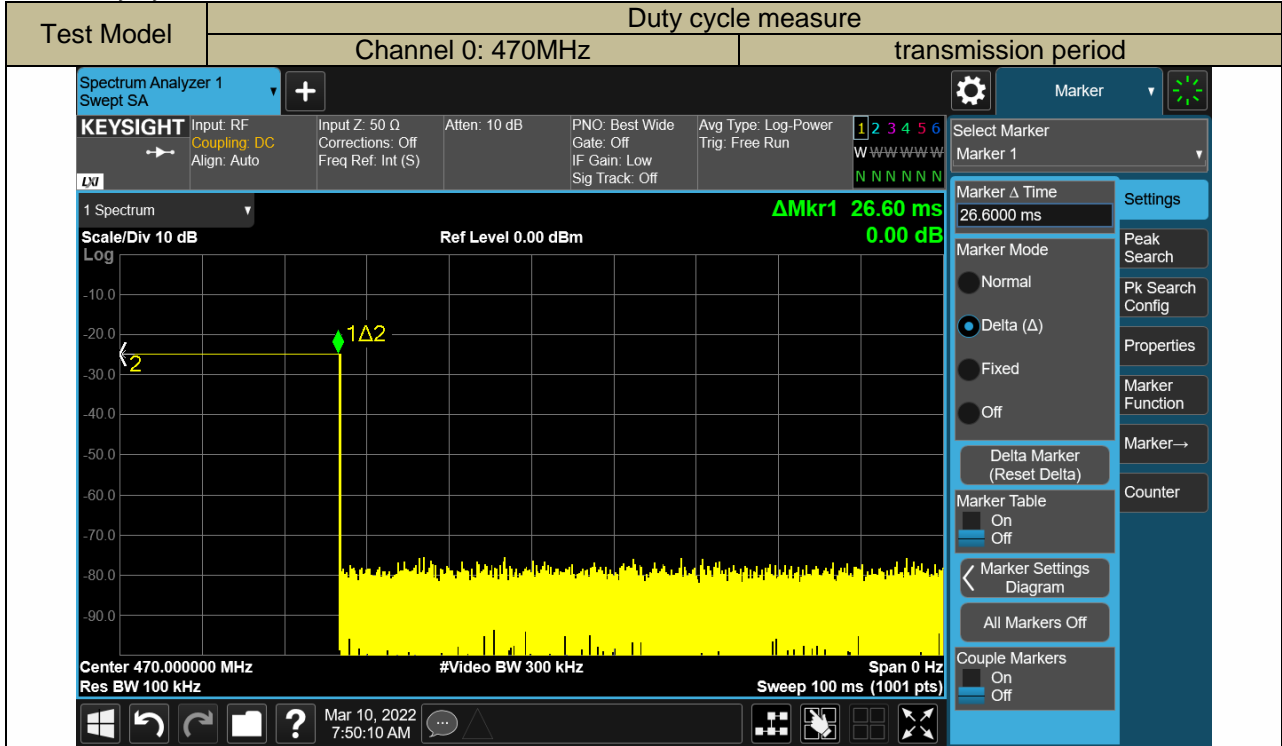 Test Model
Duty cycle measure
Channel 0: 470MHz
transmission period
Spectrum Analyzer 1
Swept SA
Marker
KEYSIGHT
LXI
Input: RF
Coupling: DC
Align: Auto
Input Z: 50 Ω
Corrections: Off
Freq Ref: Int (S)
Atten: 10 dB
PNO: Best Wide
Gate: Off
IF Gain: Low
Sig Track: Off
Avg Type: Log-Power
Trig: Free Run
1 2 3 4 5 6
W W W W W W
N N N N N N
Select Marker
Marker 1
1 Spectrum
ΔMkr1 26.60 ms
0.00 dB
Scale/Div 10 dB
Ref Level 0.00 dBm
Log
-10.0
-20.0
-30.0
-40.0
-50.0
-60.0
-70.0
-80.0
-90.0
1Δ2
2
Center 470.000000 MHz
#Video BW 300 kHz
Span 0 Hz
Res BW 100 kHz
Sweep 100 ms (1001 pts)
Marker Δ Time
26.6000 ms
Marker Mode
Normal
Delta (Δ)
Fixed
Off
Delta Marker
(Reset Delta)
Marker Table
On
Off
Marker Settings
Diagram
All Markers Off
Couple Markers
On
Off
Settings
Peak
Search
Pk Search
Config
Properties
Marker
Function
Marker→
Counter
?
Mar 10, 2022
7:50:10 AM